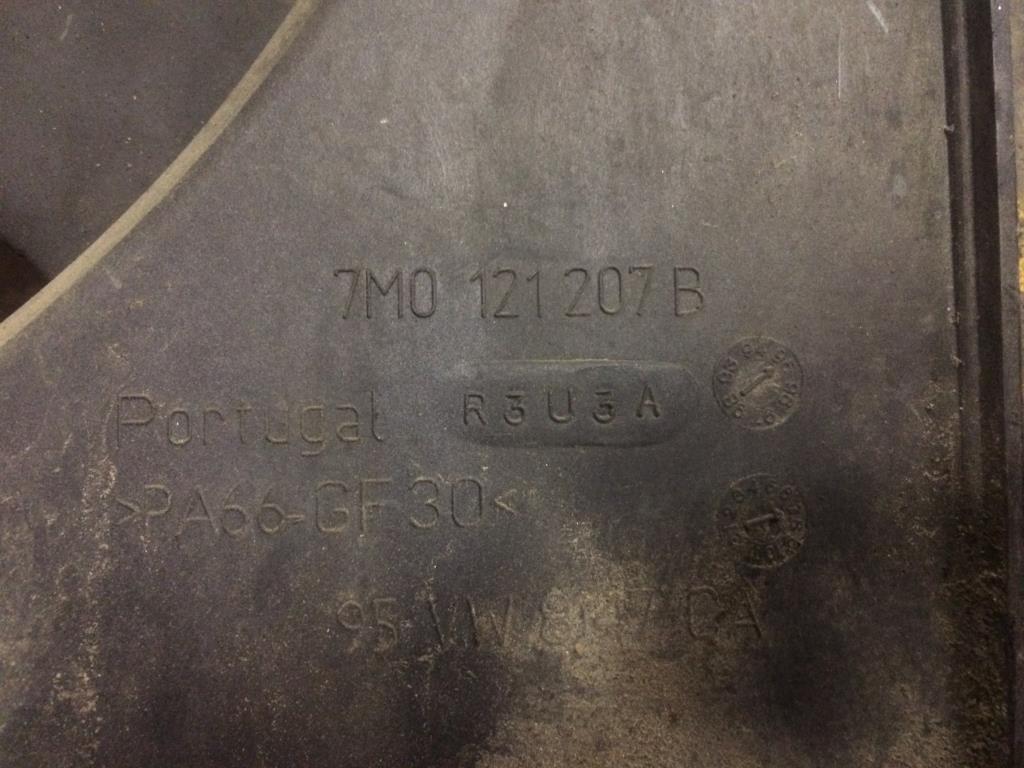 7M0 121 207 B
Portugal R3U3A
>PA66-GF30<
95 VW